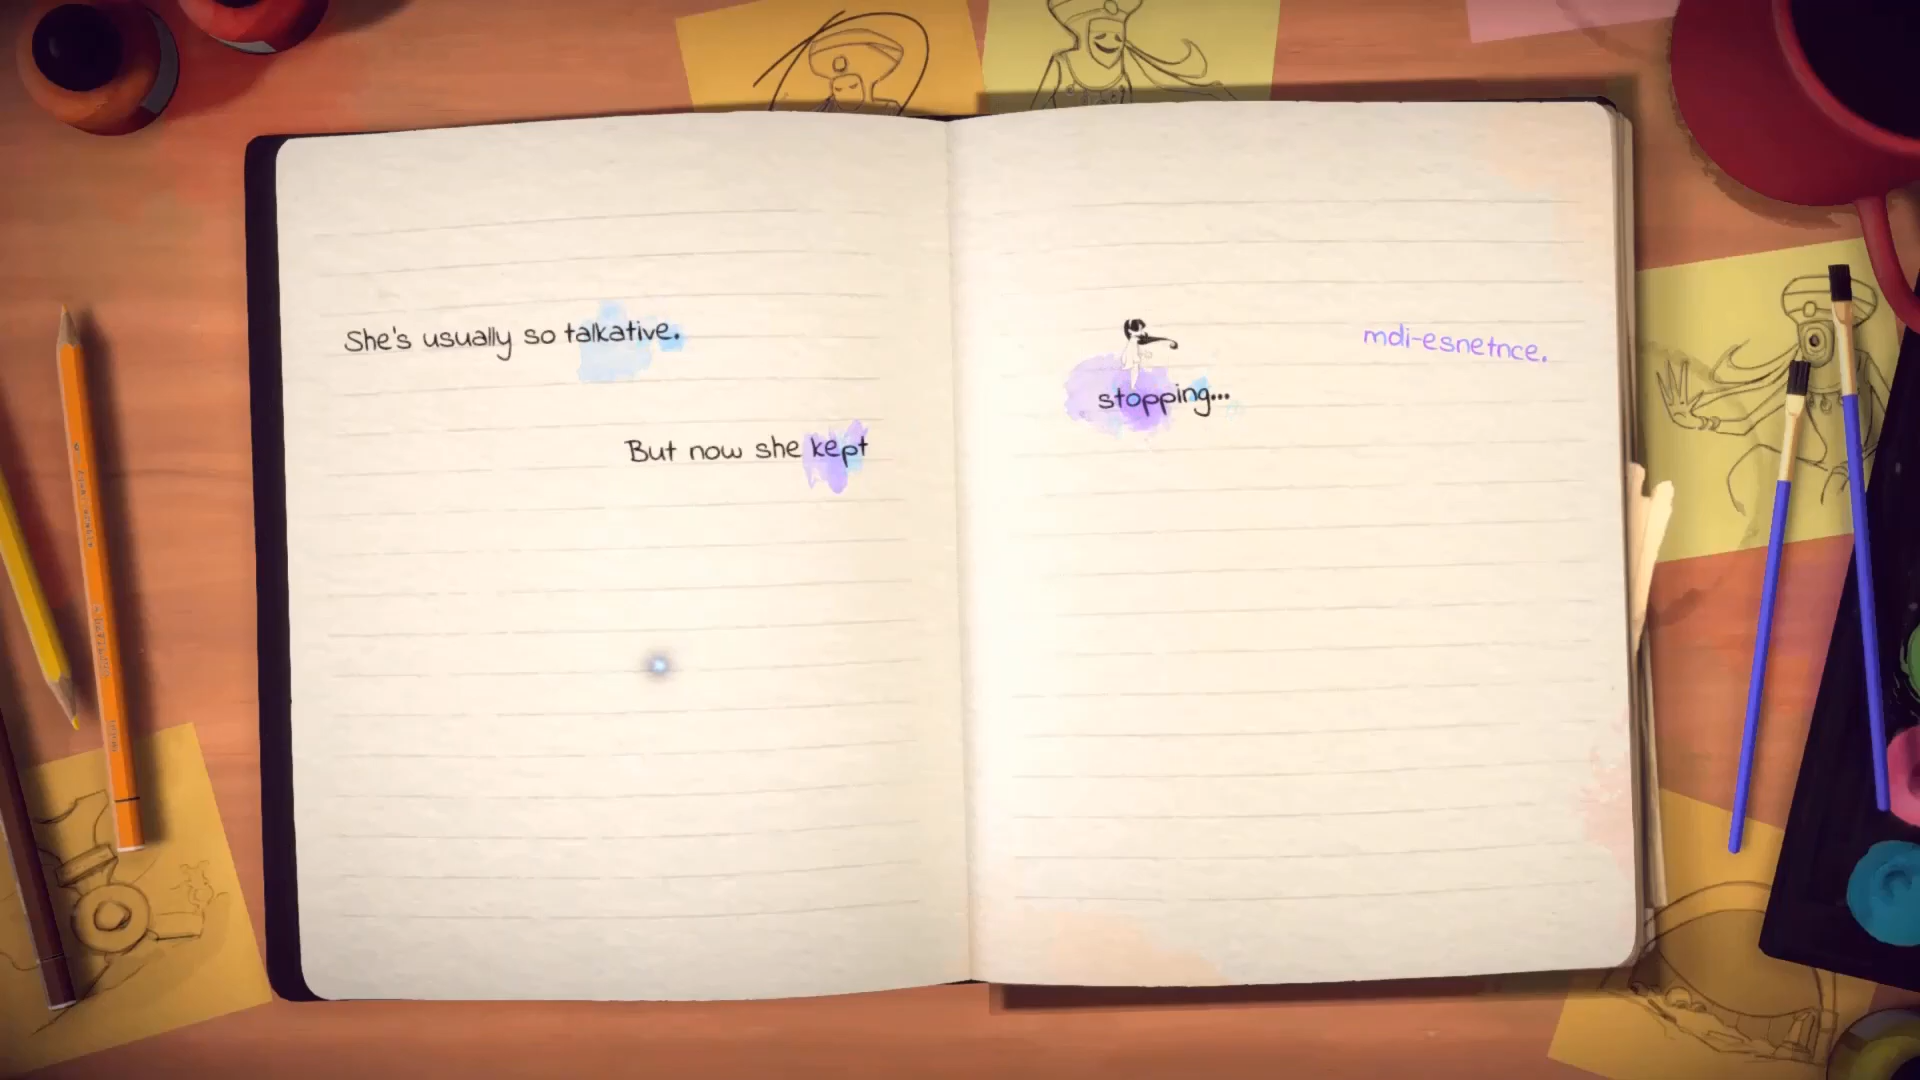 She's usually so talkative.
But now she kept
stopping...
mdi-esnetnce.